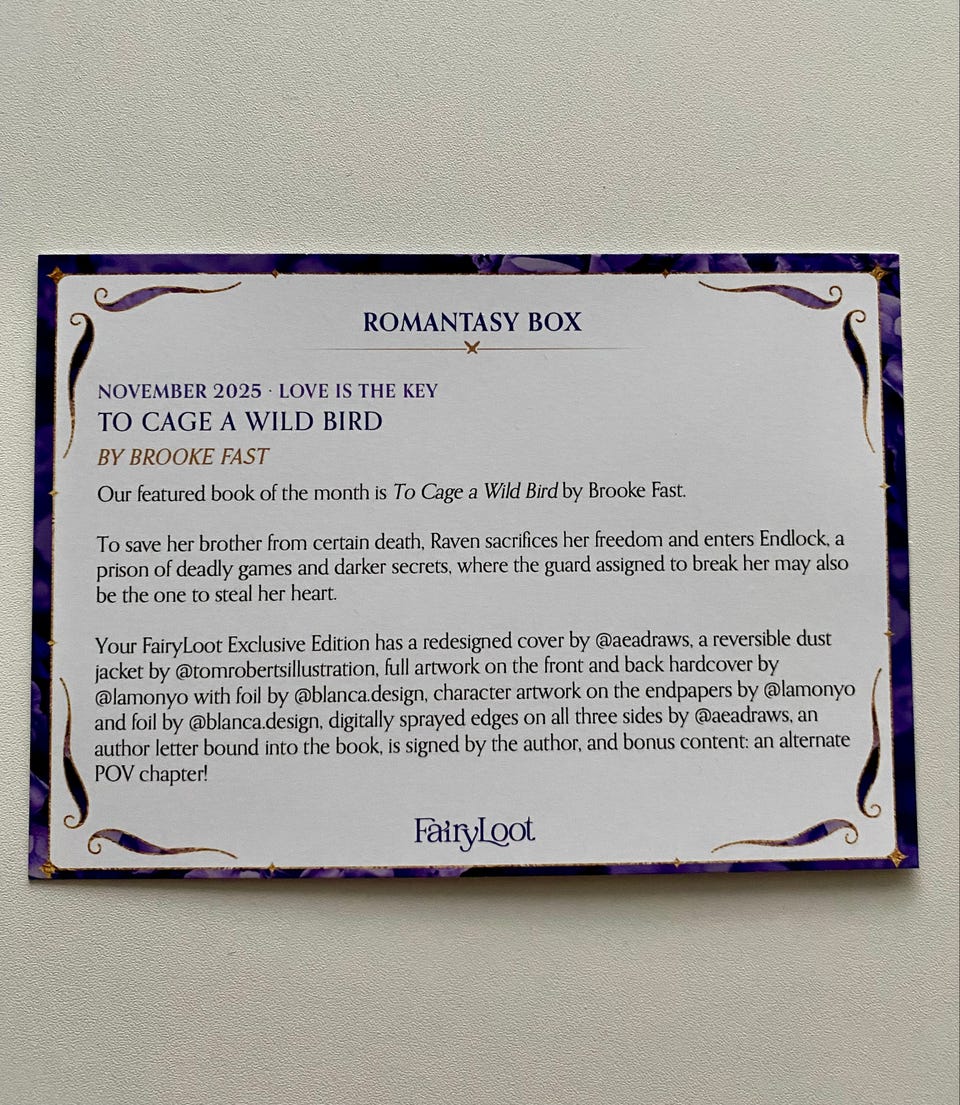 ROMANTASY BOX
NOVEMBER 2025 · LOVE IS THE KEY
TO CAGE A WILD BIRD
BY BROOKE FAST
Our featured book of the month is To Cage a Wild Bird by Brooke Fast.
To save her brother from certain death, Raven sacrifices her freedom and enters Endlock, a
prison of deadly games and darker secrets, where the guard assigned to break her may also
be the one to steal her heart.
Your FairyLoot Exclusive Edition has a redesigned cover by @aeadraws, a reversible dust
jacket by @tomrobertsillustration, full artwork on the front and back hardcover by
@lamonyo with foil by @blanca.design, character artwork on the endpapers by @lamonyo
and foil by @blanca.design, digitally sprayed edges on all three sides by @aeadraws, an
author letter bound into the book, is signed by the author, and bonus content: an alternate
POV chapter!
FairyLoot